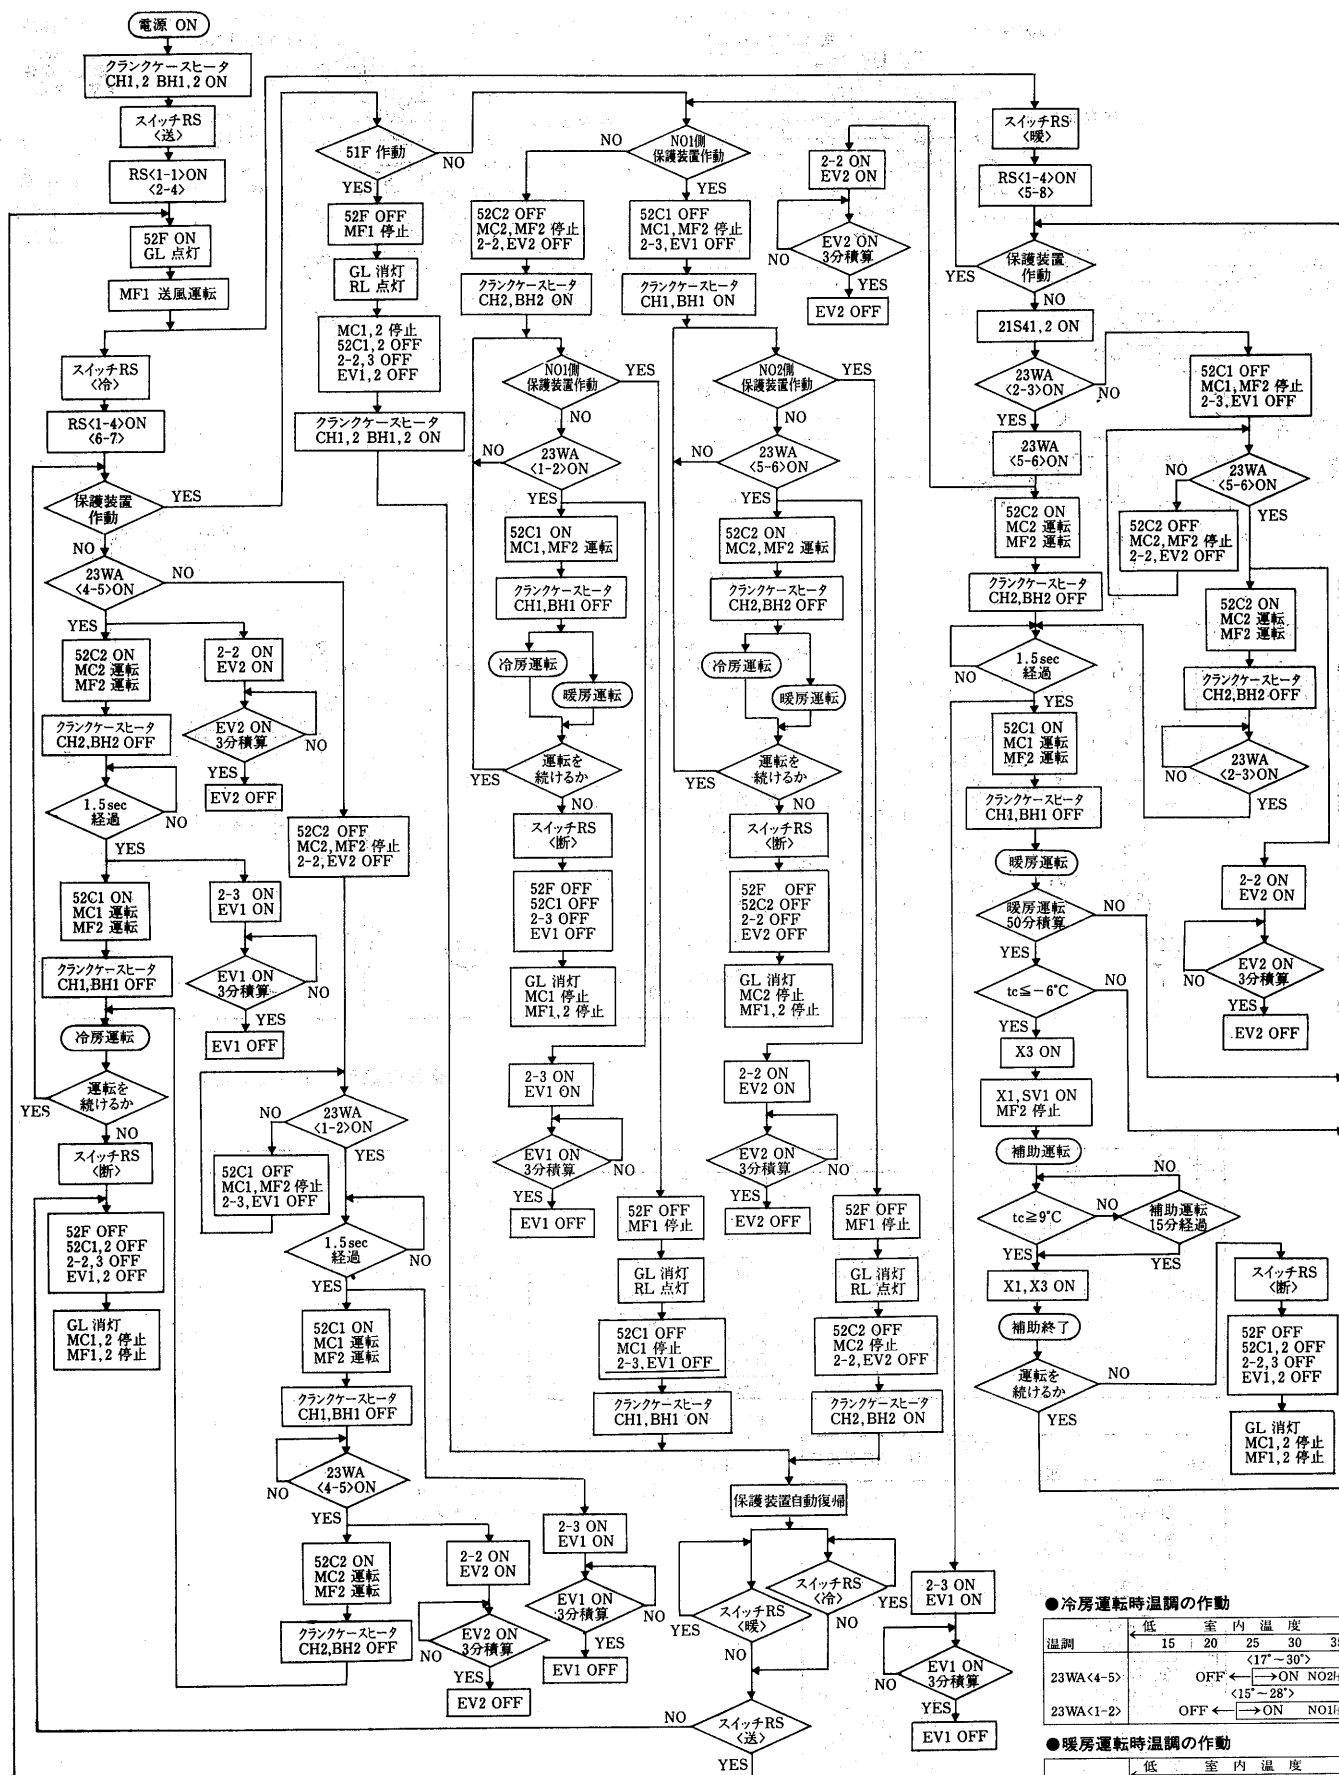 電源 ON
クランクケースヒータ
CH1,2 BH1,2 ON
スイッチRS
<送>
RS<1-1>ON
<2-4>
52F ON
GL 点灯
MF1 送風運転
スイッチRS
<冷>
RS<1-4>ON
<6-7>
保護装置
作動
YES
NO
23WA
<4-5>ON
NO
YES
52C2 ON
MC2 運転
MF2 運転
クランクケースヒータ
CH2,BH2 OFF
1.5sec
経過
NO
YES
52C1 ON
MC1 運転
MF2 運転
クランクケースヒータ
CH1,BH1 OFF
冷房運転
運転を
続けるか
YES
NO
スイッチRS
<断>
52F OFF
52C1,2 OFF
2-2,3 OFF
EV1,2 OFF
GL 消灯
MC1,2 停止
MF1,2 停止
2-2 ON
EV2 ON
EV2 ON
3分積算
NO
YES
EV2 OFF
2-3 ON
EV1 ON
EV1 ON
3分積算
NO
YES
EV1 OFF
51F 作動
NO
YES
52F OFF
MF1 停止
GL 消灯
RL 点灯
MC1,2 停止
52C1,2 OFF
2-2,3 OFF
EV1,2 OFF
クランクケースヒータ
CH1,2 BH1,2 ON
52C2 OFF
MC2,MF2 停止
2-2,EV2 OFF
23WA
<1-2>ON
NO
YES
52C1 OFF
MC1,MF2 停止
2-3,EV1 OFF
1.5sec
経過
NO
YES
52C1 ON
MC1 運転
MF2 運転
クランクケースヒータ
CH1,BH1 OFF
23WA
<4-5>ON
NO
YES
52C2 ON
MC2 運転
MF2 運転
クランクケースヒータ
CH2,BH2 OFF
2-2 ON
EV2 ON
EV2 ON
3分積算
NO
YES
EV2 OFF
2-3 ON
EV1 ON
EV1 ON
3分積算
NO
YES
EV1 OFF
NO1側
保護装置作動
NO
YES
52C2 OFF
MC2,MF2 停止
2-2,EV2 OFF
クランクケースヒータ
CH2,BH2 ON
NO1側
保護装置作動
YES
NO
23WA
<1-2>ON
NO
YES
52C1 ON
MC1,MF2 運転
クランクケースヒータ
CH1,BH1 OFF
冷房運転
暖房運転
運転を
続けるか
YES
NO
スイッチRS
<断>
52F OFF
52C1 OFF
2-3 OFF
EV1 OFF
GL 消灯
MC1 停止
MF1,2 停止
2-3 ON
EV1 ON
EV1 ON
3分積算
NO
YES
EV1 OFF
52F OFF
MF1 停止
GL 消灯
RL 点灯
52C1 OFF
MC1 停止
2-3,EV1 OFF
クランクケースヒータ
CH1,BH1 ON
52C1 OFF
MC1,MF2 停止
2-3,EV1 OFF
クランクケースヒータ
CH1,BH1 ON
NO2側
保護装置作動
YES
NO
23WA
<5-6>ON
NO
YES
52C2 ON
MC2,MF2 運転
クランクケースヒータ
CH2,BH2 OFF
冷房運転
暖房運転
運転を
続けるか
YES
NO
スイッチRS
<断>
52F OFF
52C2 OFF
2-2 OFF
EV2 OFF
GL 消灯
MC2 停止
MF1,2 停止
2-2 ON
EV2 ON
EV2 ON
3分積算
NO
YES
EV2 OFF
52F OFF
MF1 停止
GL 消灯
RL 点灯
52C2 OFF
MC2 停止
2-2,EV2 OFF
クランクケースヒータ
CH2,BH2 ON
保護装置自動復帰
スイッチRS
<暖>
YES
NO
スイッチRS
<冷>
YES
NO
スイッチRS
<送>
NO
YES
2-2 ON
EV2 ON
EV2 ON
3分積算
NO
YES
EV2 OFF
スイッチRS
<暖>
RS<1-4>ON
<5-8>
保護装置
作動
YES
NO
21S41,2 ON
23WA
<2-3>ON
NO
YES
23WA
<5-6>ON
52C2 ON
MC2 運転
MF2 運転
クランクケースヒータ
CH2,BH2 OFF
1.5sec
経過
NO
YES
52C1 ON
MC1 運転
MF2 運転
クランクケースヒータ
CH1,BH1 OFF
暖房運転
暖房運転
50分積算
NO
YES
tc≦−6°C
NO
YES
X3 ON
X1,SV1 ON
MF2 停止
補助運転
NO
tc≧9°C
NO
補助運転
15分経過
YES
YES
X1,X3 ON
補助終了
運転を
続けるか
NO
YES
スイッチRS
<断>
52F OFF
52C1,2 OFF
2-2,3 OFF
EV1,2 OFF
GL 消灯
MC1,2 停止
MF1,2 停止
52C1 OFF
MC1,MF2 停止
2-3,EV1 OFF
23WA
<5-6>ON
NO
YES
52C2 OFF
MC2,MF2 停止
2-2,EV2 OFF
52C2 ON
MC2 運転
MF2 運転
クランクケースヒータ
CH2,BH2 OFF
23WA
<2-3>ON
NO
YES
2-2 ON
EV2 ON
EV2 ON
3分積算
NO
YES
EV2 OFF
2-3 ON
EV1 ON
EV1 ON
3分積算
NO
YES
EV1 OFF
●冷房運転時温調の作動
低 室 内 温 度
温調 15 20 25 30
<17°~30°>
23WA<4-5> OFF ← → ON NO2
<15°~28°>
23WA<1-2> OFF ← → ON NO1
●暖房運転時温調の作動
低 室 内 温 度